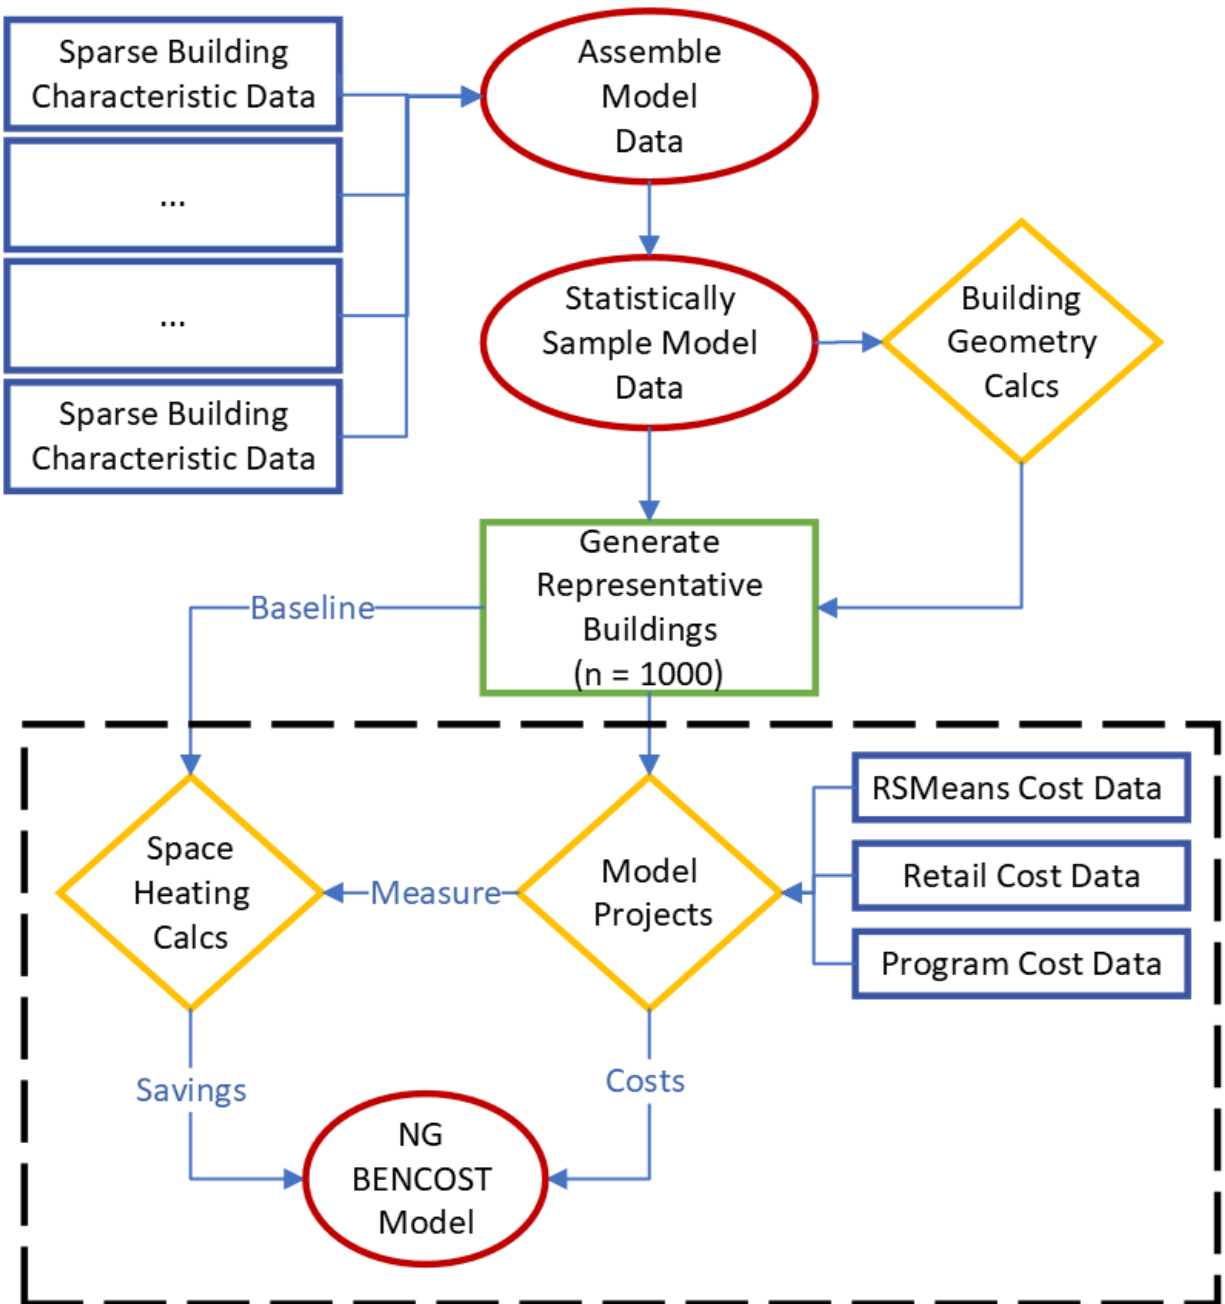 Sparse Building
Characteristic Data
...
...
Sparse Building
Characteristic Data
Assemble
Model
Data
Statistically
Sample Model
Data
Building
Geometry
Calcs
Generate
Representative
Buildings
(n = 1000)
Baseline
Space
Heating
Calcs
Measure
Model
Projects
RSMeans Cost Data
Retail Cost Data
Program Cost Data
Savings
Costs
NG
BENCOST
Model